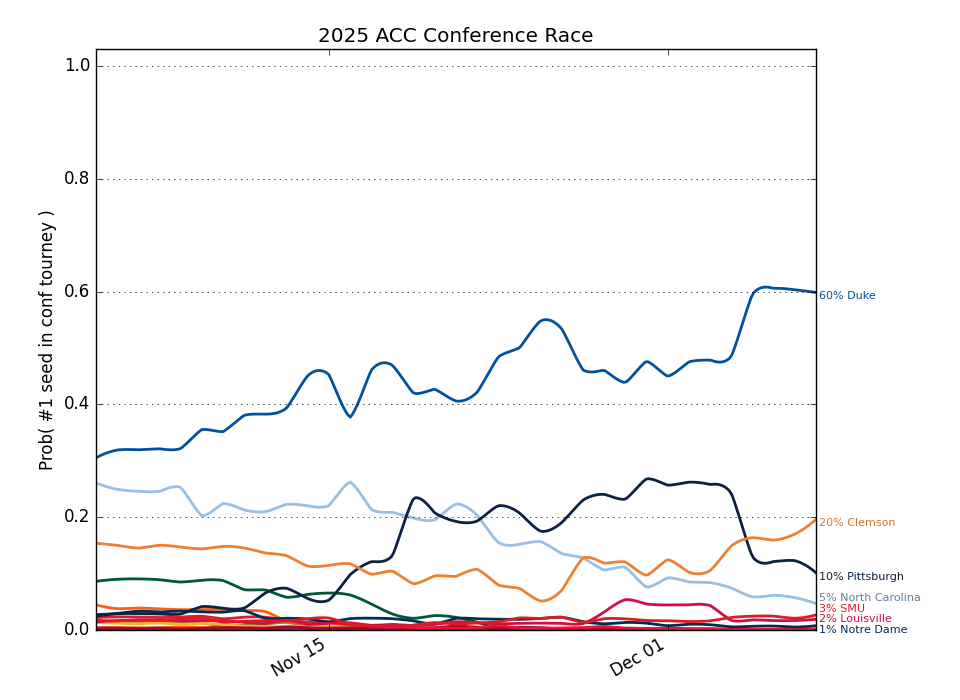 2025 ACC Conference Race
Prob( #1 seed in conf tourney )
1.0
0.8
0.6
0.4
0.2
0.0
Nov 15
Dec 01
60% Duke
20% Clemson
10% Pittsburgh
5% North Carolina
3% SMU
2% Louisville
1% Notre Dame